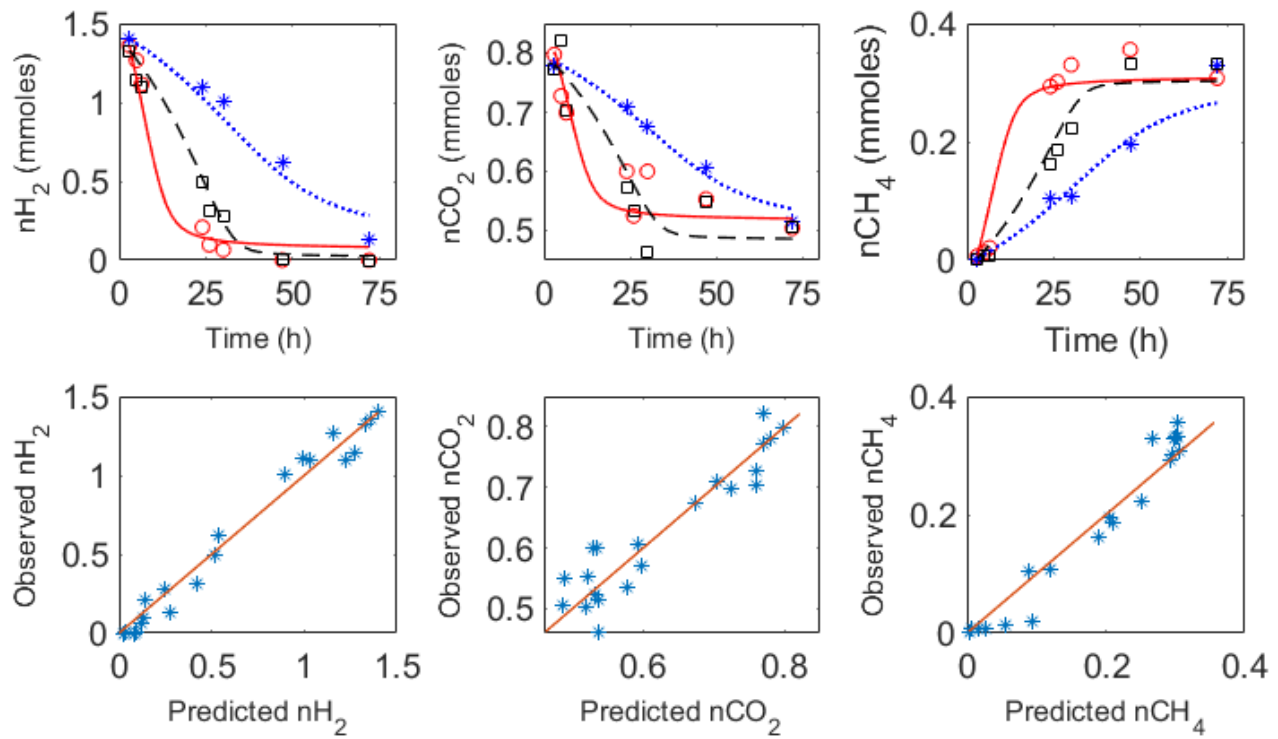 nH₂ (mmoles)
1.5
1
0.5
0
0 25 50 75
Time (h)
nCO₂ (mmoles)
0.8
0.7
0.6
0.5
0 25 50 75
Time (h)
nCH₄ (mmoles)
0.4
0.2
0
0 25 50 75
Time (h)
Observed nH₂
1.5
1
0.5
0
0 0.5 1 1.5
Predicted nH₂
Observed nCO₂
0.8
0.7
0.6
0.5
0.6 0.8
Predicted nCO₂
Observed nCH₄
0.4
0.2
0
0 0.2 0.4
Predicted nCH₄